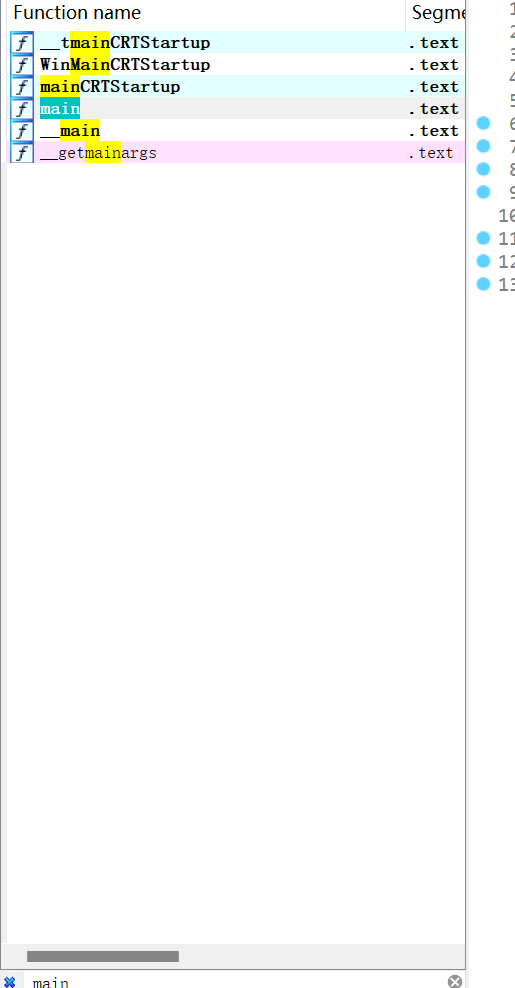 Function name Segme
f __tmainCRTStartup .text
f WinMainCRTStartup .text
f mainCRTStartup .text
f main .text
f __main .text
f __getmainargs .text
1
2
3
4
5
6
7
8
9
10
11
12
13
main